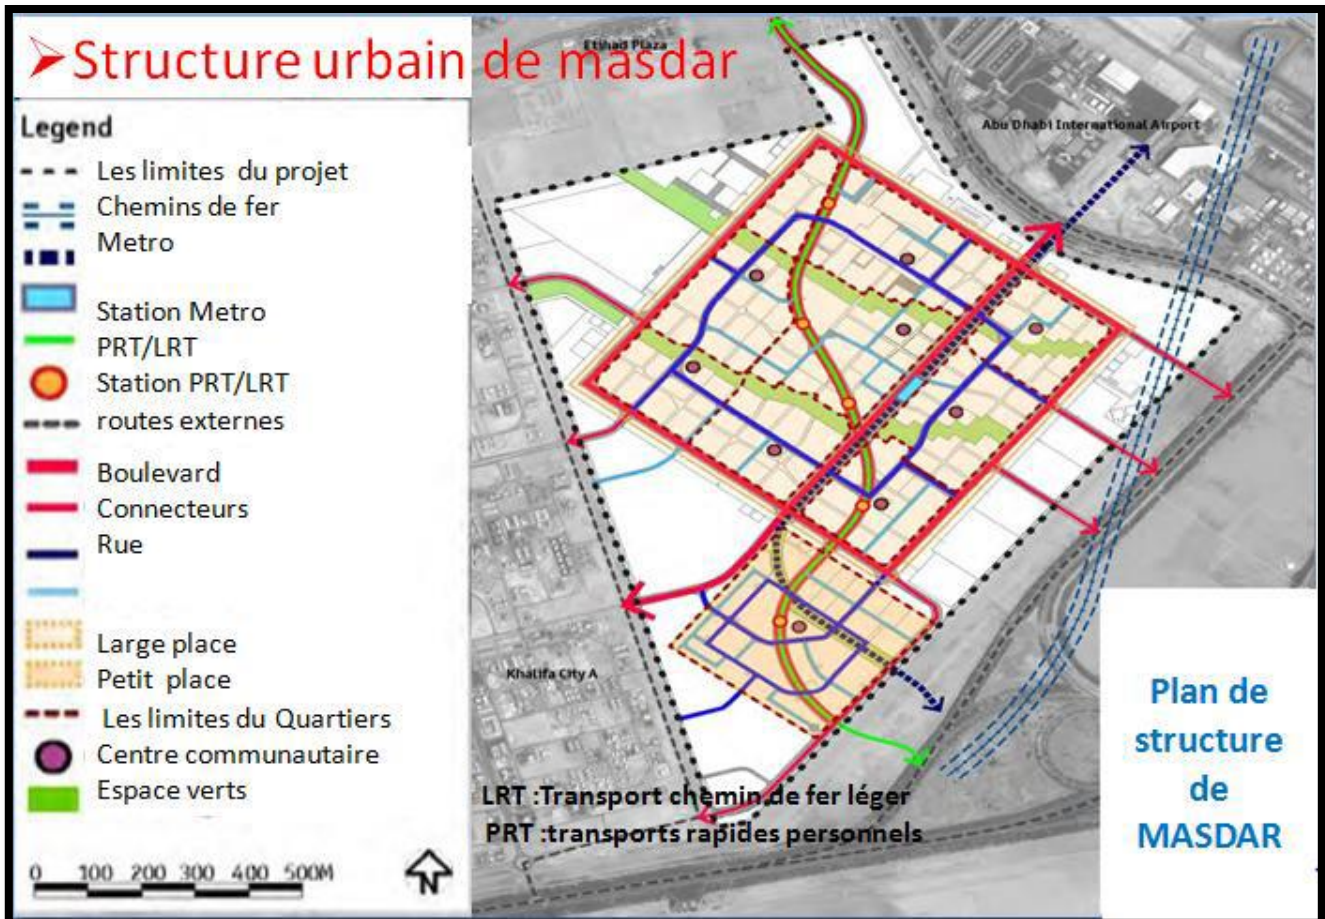 ➢Structure urbain de masdar
Etihad Plaza
Abu Dhabi International Airport
Legend
Les limites du projet
Chemins de fer
Metro
Station Metro
PRT/LRT
Station PRT/LRT
routes externes
Boulevard
Connecteurs
Rue
Large place
Petit place
Les limites du Quartiers
Centre communautaire
Espace verts
0 100 200 300 400 500M
N
Khalifa City A
LRT :Transport chemin de fer léger
PRT :transports rapides personnels
Plan de
structure
de
MASDAR